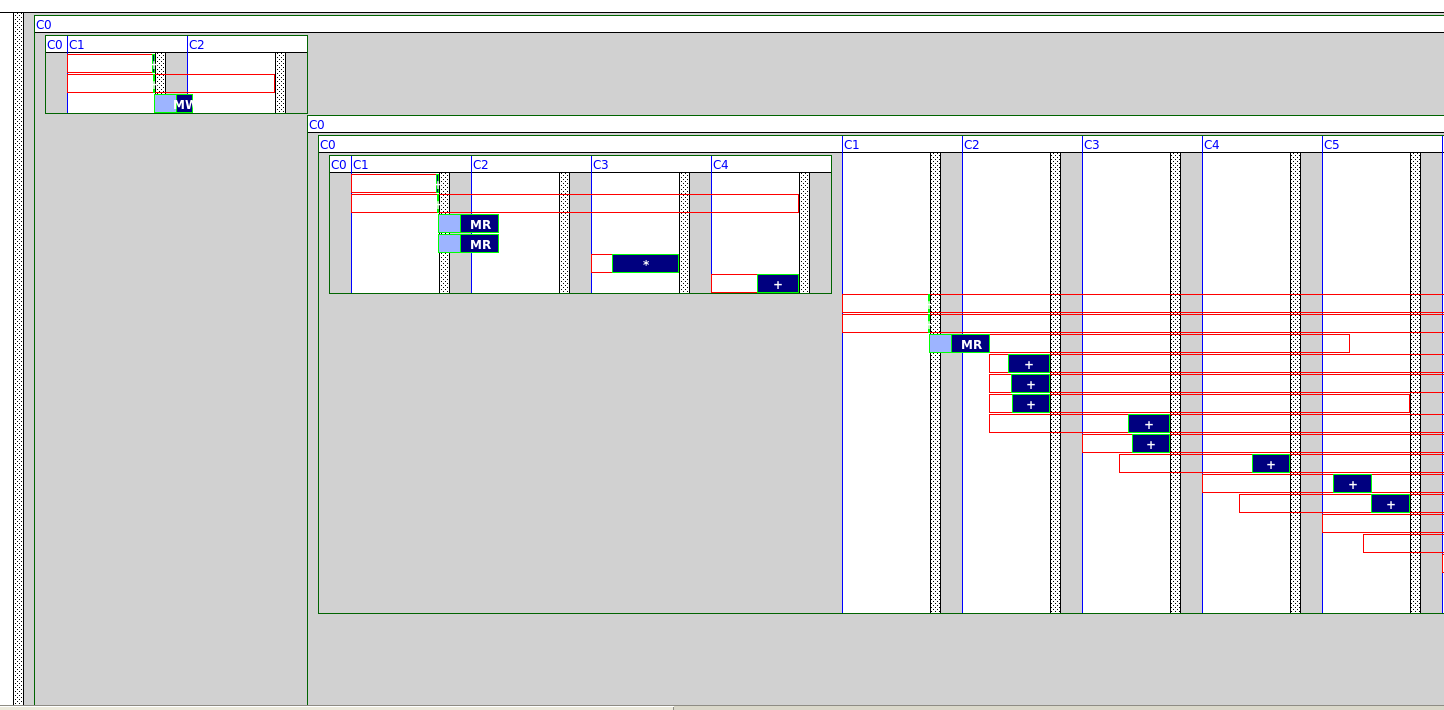 C0
C0 C1 C2
MW
C0
C0 C1 C2 C3 C4 C5
C0 C1 C2 C3 C4
MR
MR
*
+
MR
+
+
+
+
+
+
+
+